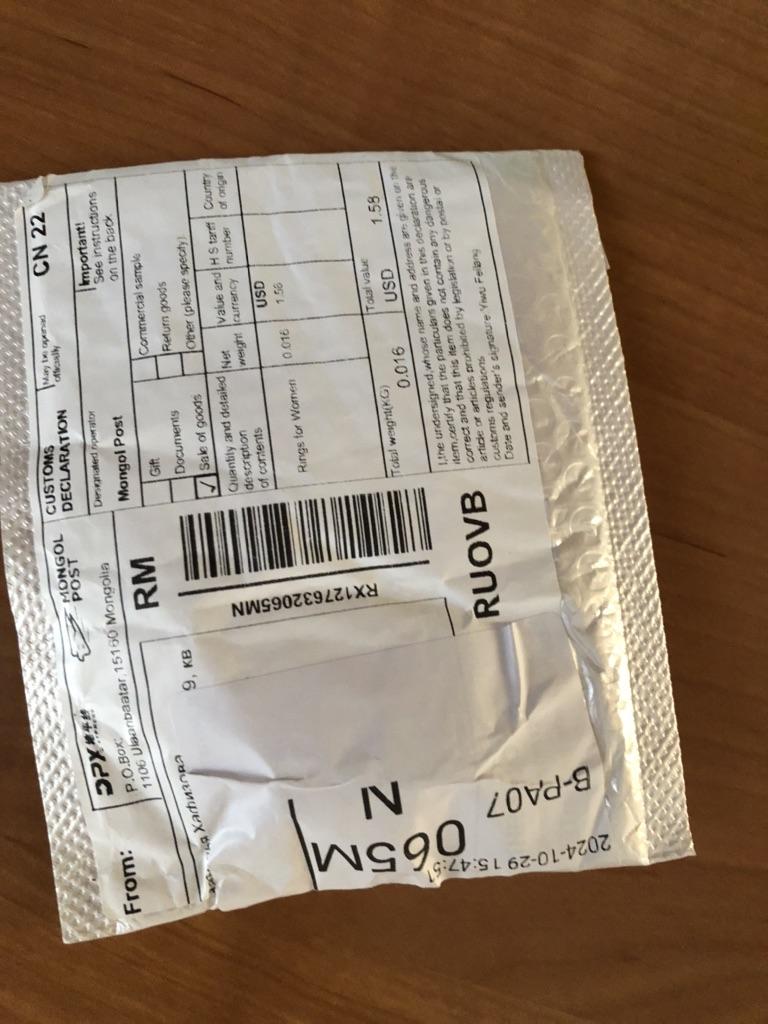 MONGOL
POST
From:
P.O.Box:
1106 Ulaanbaatar,15160 Mongolia
RM
9, КВ
RX127632065MN
RUOVB
CUSTOMS
DECLARATION
May be opened
officially
CN 22
Designated operator
Mongol Post
Important!
See instructions
on the back
Gift
Commercial sample
Documents
Return goods
√ Sale of goods
Other (please specify)
Quantity and detailed
description
of contents
Net
weight
Value and
currency
H S tariff
number
Country
of origin
USD
Rings for Women 0.016
Total weight(KG)
0.016
Total value
USD 1.58
I,the undersigned,whose name and address are given on the
item,certify that the particulars given in this declaration are
correct and that this item does not contain any dangerous
article or articles prohibited by legislation or by postal or
customs regulations
Date and sender's signature Yiwu Feilang
065M
N
B-PA07
2024-10-29 15:47:51